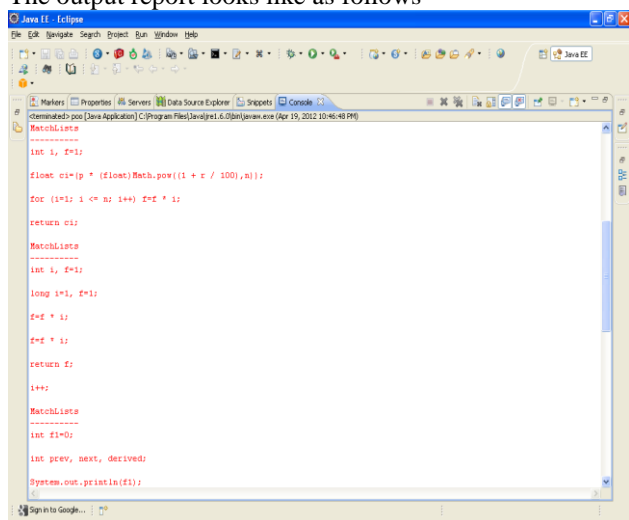 The output report looks like as follows
Java EE - Eclipse
File Edit Navigate Search Project Run Window Help
Java EE
Markers Properties Servers Data Source Explorer Snippets Console
<terminated> poo [Java Application] C:\Program Files\Java\jre1.6.0\bin\javaw.exe (Apr 19, 2012 10:46:48 PM)
MatchLists
----------
int i, f=1;
float ci=(p * (float)Math.pow((1 + r / 100),n));
for (i=1; i <= n; i++) f=f * i;
return ci;
MatchLists
----------
int i, f=1;
long i=1, f=1;
f=f * i;
f=f * i;
return f;
i++;
MatchLists
----------
int f1=0;
int prev, next, derived;
System.out.println(f1);
Sign in to Google...